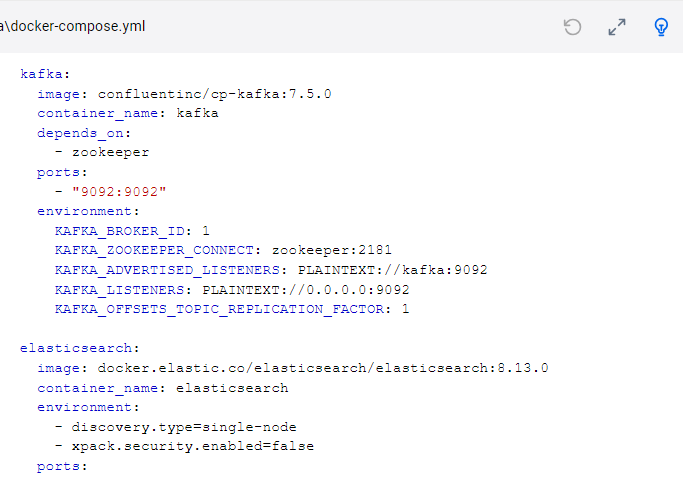 a\docker-compose.yml
kafka:
image: confluentinc/cp-kafka:7.5.0
container_name: kafka
depends_on:
- zookeeper
ports:
- "9092:9092"
environment:
KAFKA_BROKER_ID: 1
KAFKA_ZOOKEEPER_CONNECT: zookeeper:2181
KAFKA_ADVERTISED_LISTENERS: PLAINTEXT://kafka:9092
KAFKA_LISTENERS: PLAINTEXT://0.0.0.0:9092
KAFKA_OFFSETS_TOPIC_REPLICATION_FACTOR: 1
elasticsearch:
image: docker.elastic.co/elasticsearch/elasticsearch:8.13.0
container_name: elasticsearch
environment:
- discovery.type=single-node
- xpack.security.enabled=false
ports: